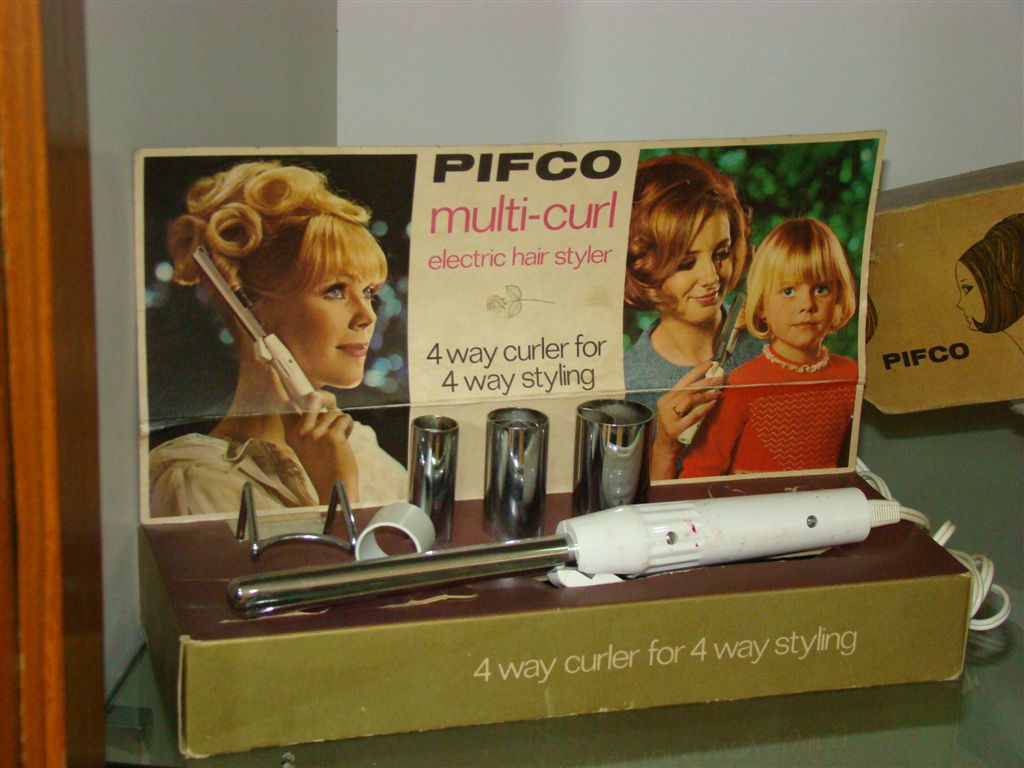 PIFCO
multi-curl
electric hair styler
4 way curler for
4 way styling
PIFCO
4 way curler for 4 way styling